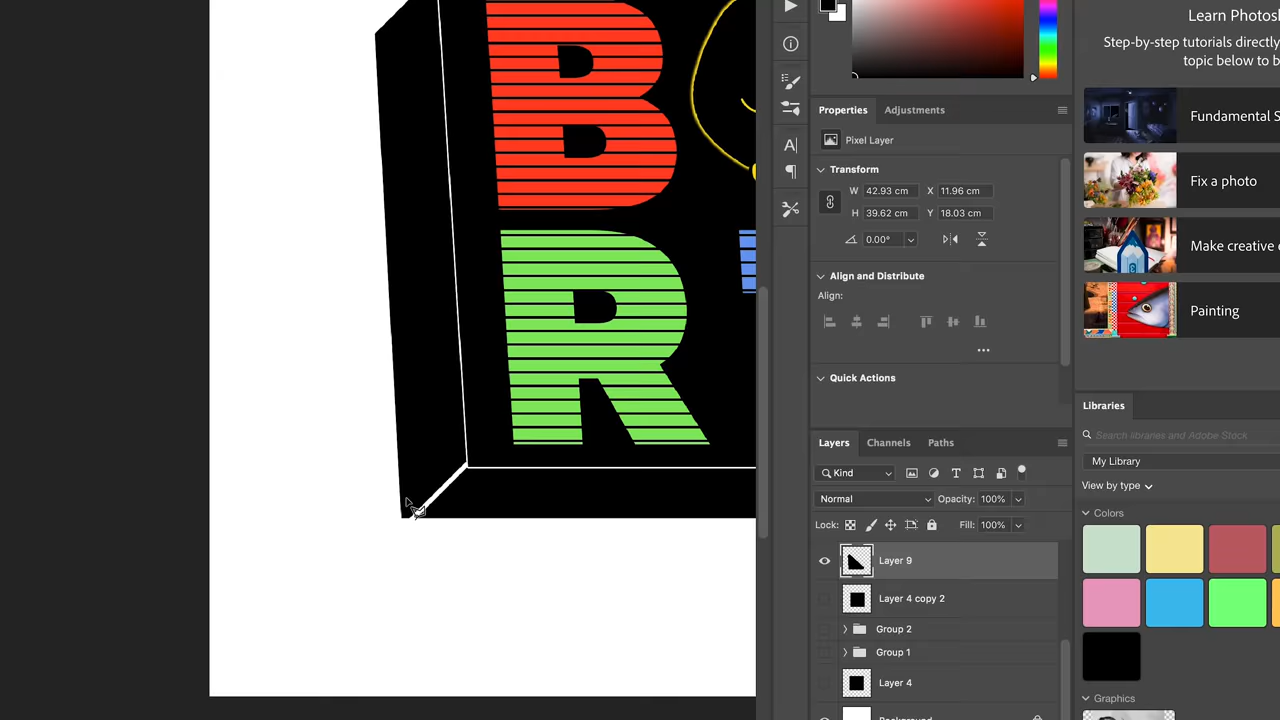 B
R
Learn Photosh
Step-by-step tutorials directly
topic below to b
Properties Adjustments
Fundamental S
Pixel Layer
Transform
W 42.93 cm X 11.96 cm
H 39.62 cm Y 18.03 cm
0.00°
Fix a photo
Make creative
Align and Distribute
Align:
Painting
Quick Actions
Libraries
Search libraries and Adobe Stock
My Library
View by type
Layers Channels Paths
Kind
Normal Opacity: 100%
Lock: Fill: 100%
Colors
Layer 9
Layer 4 copy 2
Group 2
Group 1
Layer 4
Background
Graphics